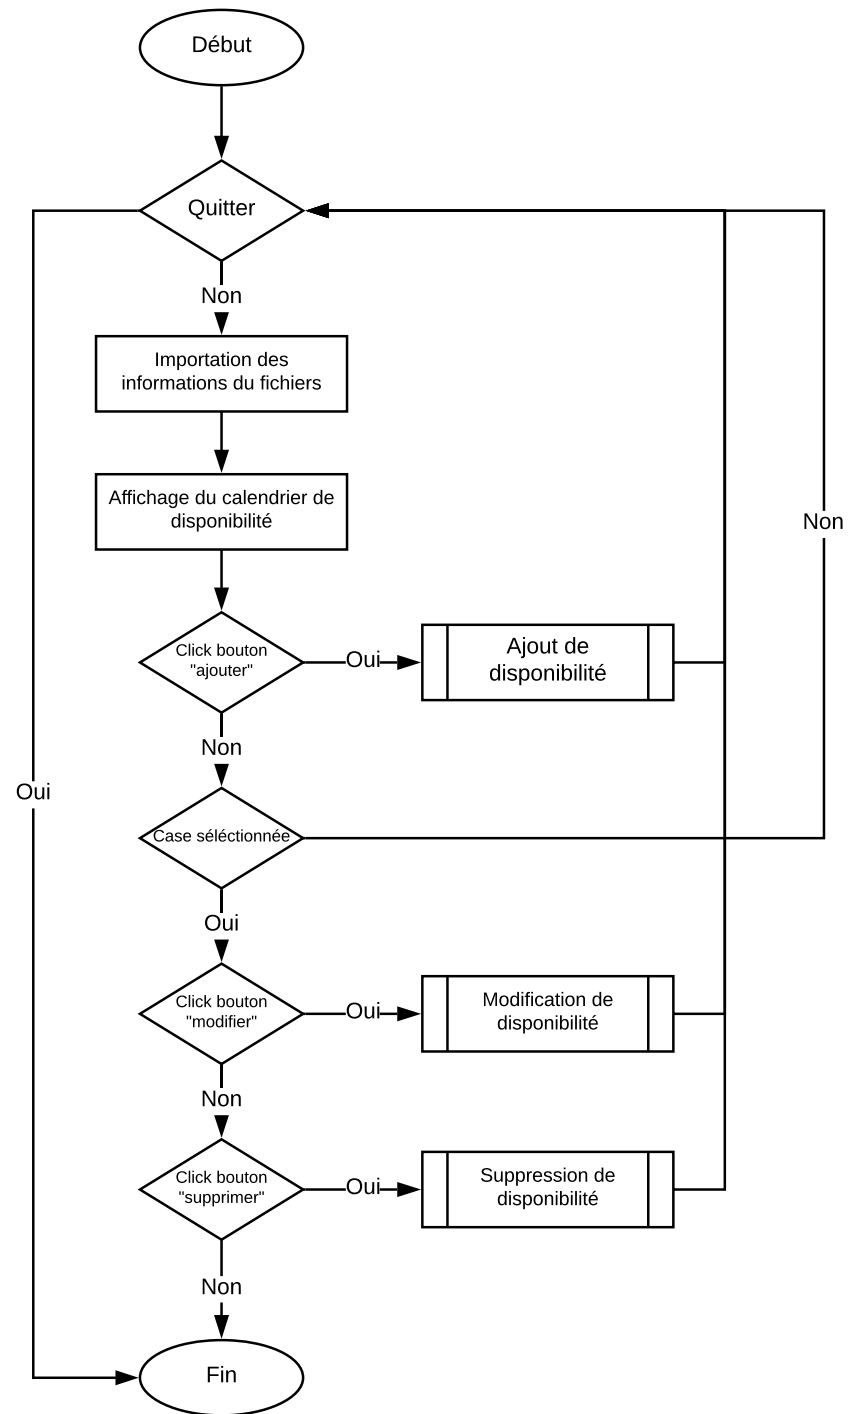 Début
Quitter
Non
Importation des
informations du fichiers
Affichage du calendrier de
disponibilité
Non
Click bouton
"ajouter"
Oui
Ajout de
disponibilité
Non
Oui
Case séléctionnée
Oui
Click bouton
"modifier"
Oui
Modification de
disponibilité
Non
Click bouton
"supprimer"
Oui
Suppression de
disponibilité
Non
Fin